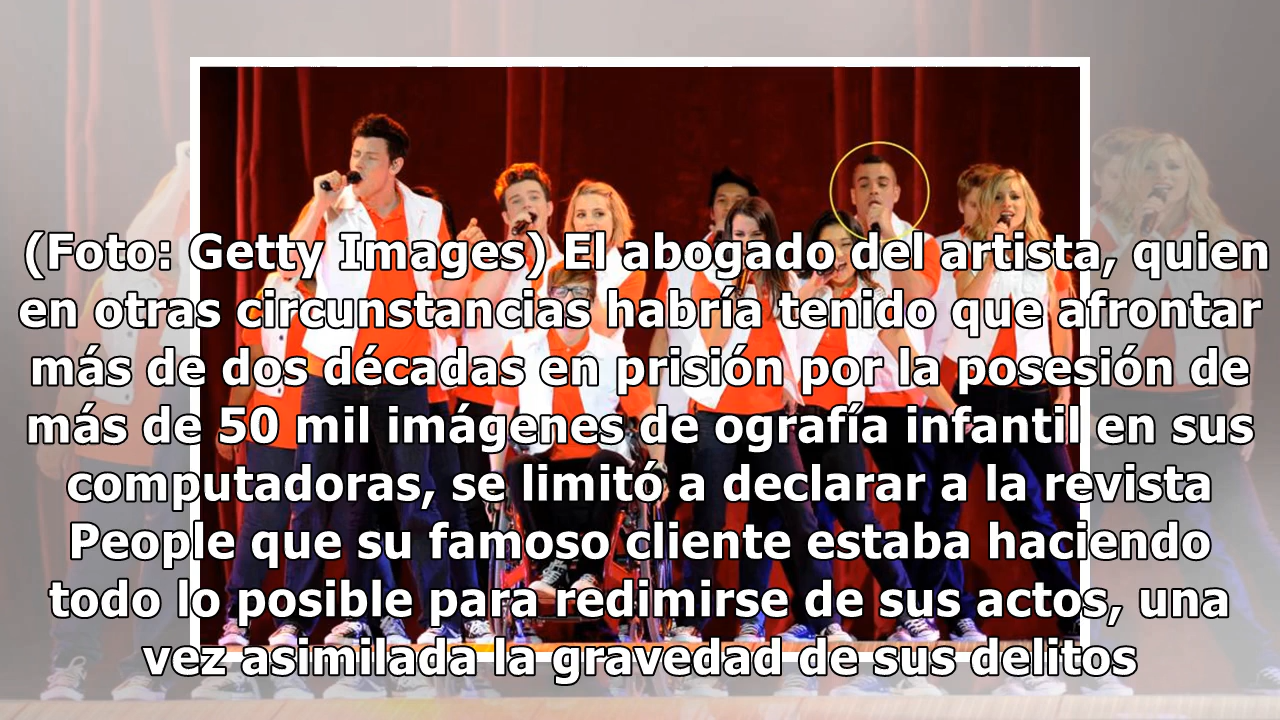 (Foto: Getty Images) El abogado del artista, quien
en otras circunstancias habría tenido que afrontar
más de dos décadas en prisión por la posesión de
más de 50 mil imágenes de ografía infantil en sus
computadoras, se limitó a declarar a la revista
People que su famoso cliente estaba haciendo
todo lo posible para redimirse de sus actos, una
vez asimilada la gravedad de sus delitos